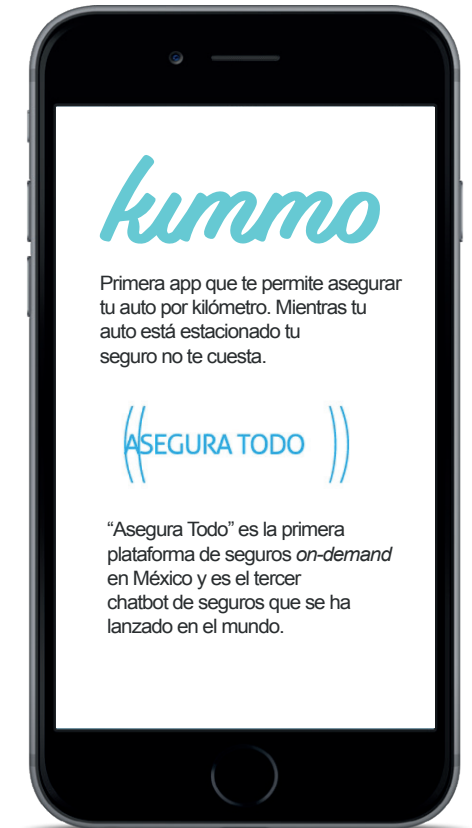 kımmo
Primera app que te permite asegurar
tu auto por kilómetro. Mientras tu
auto está estacionado tu
seguro no te cuesta.
ASEGURA TODO
“Asegura Todo” es la primera
plataforma de seguros on-demand
en México y es el tercer
chatbot de seguros que se ha
lanzado en el mundo.